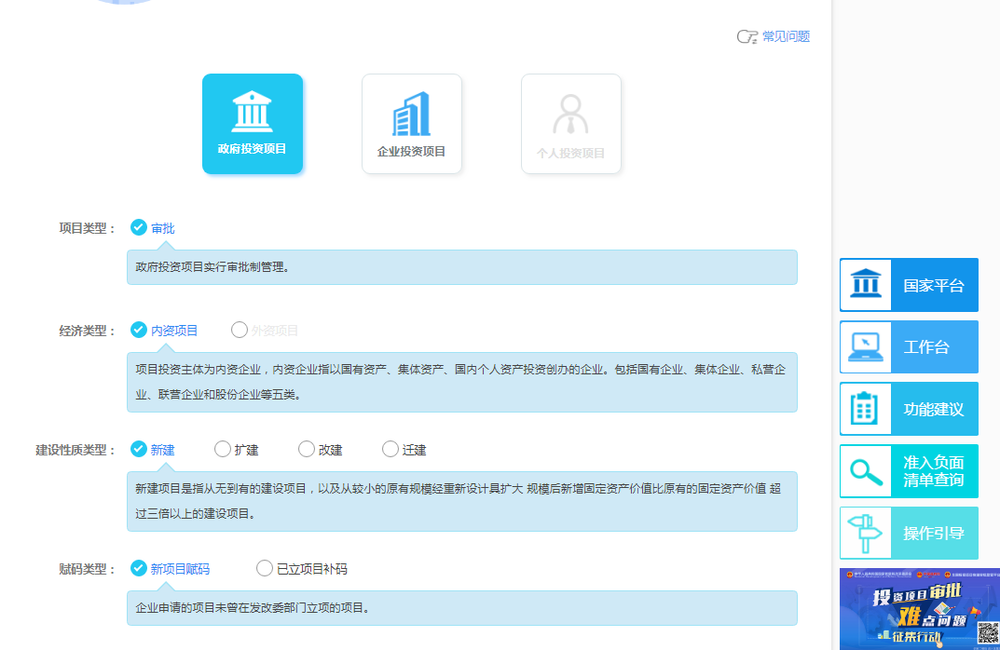 常见问题
政府投资项目
企业投资项目
个人投资项目
项目类型：
审批
政府投资项目实行审批制管理。
经济类型：
内资项目
外资项目
项目投资主体为内资企业，内资企业指以国有资产、集体资产、国内个人资产投资创办的企业。包括国有企业、集体企业、私营企
业、联营企业和股份企业等五类。
建设性质类型：
新建
扩建
改建
迁建
新建项目是指从无到有的建设项目，以及从较小的原有规模经重新设计具扩大 规模后新增固定资产价值比原有的固定资产价值 超
过三倍以上的建设项目。
赋码类型：
新项目赋码
已立项目补码
企业申请的项目未曾在发改委部门立项的项目。
国家平台
工作台
功能建议
准入负面
清单查询
操作引导
投资项目审批
难点问题
征集行动